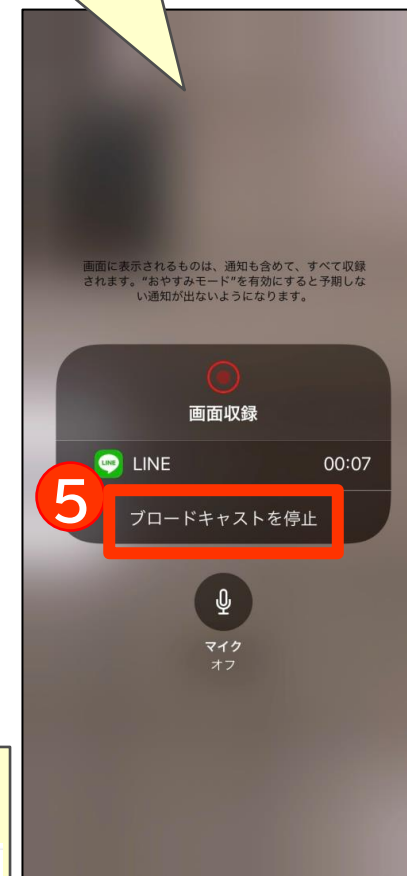 画面に表示されるものは、通知も含めて、すべて収録
されます。“おやすみモード”を有効にすると予期しな
い通知が出ないようになります。
画面収録
LINE LINE 00:07
5
ブロードキャストを停止
マイク
オフ